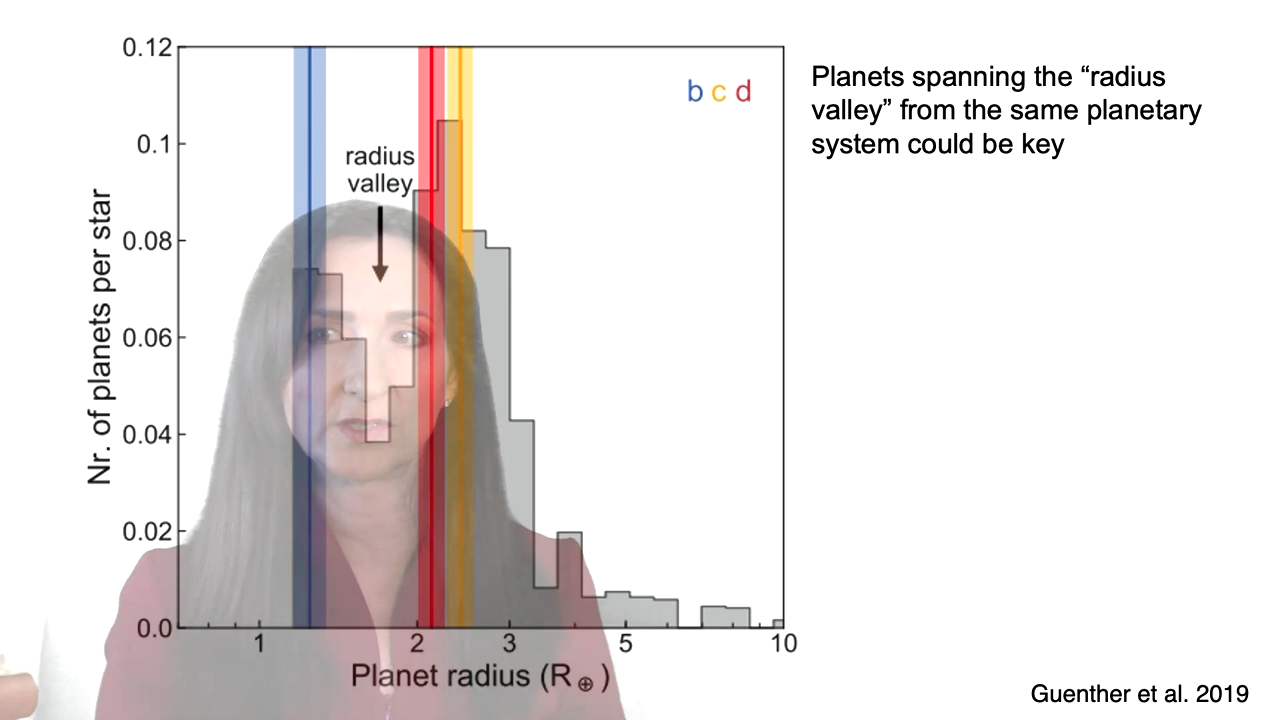 0.12
0.1
0.08
0.06
0.04
0.02
0.0
Nr. of planets per star
radius
valley
b c d
1 2 3 5 10
Planet radius (R⊕)
Planets spanning the “radius
valley” from the same planetary
system could be key
Guenther et al. 2019